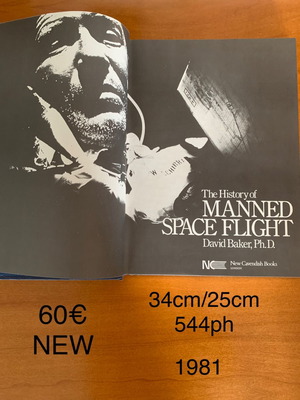 The History of
MANNED
SPACE FLIGHT
David Baker, Ph.D.
NC New Cavendish Books
LONDON
60€
NEW
34cm/25cm
544ph
1981